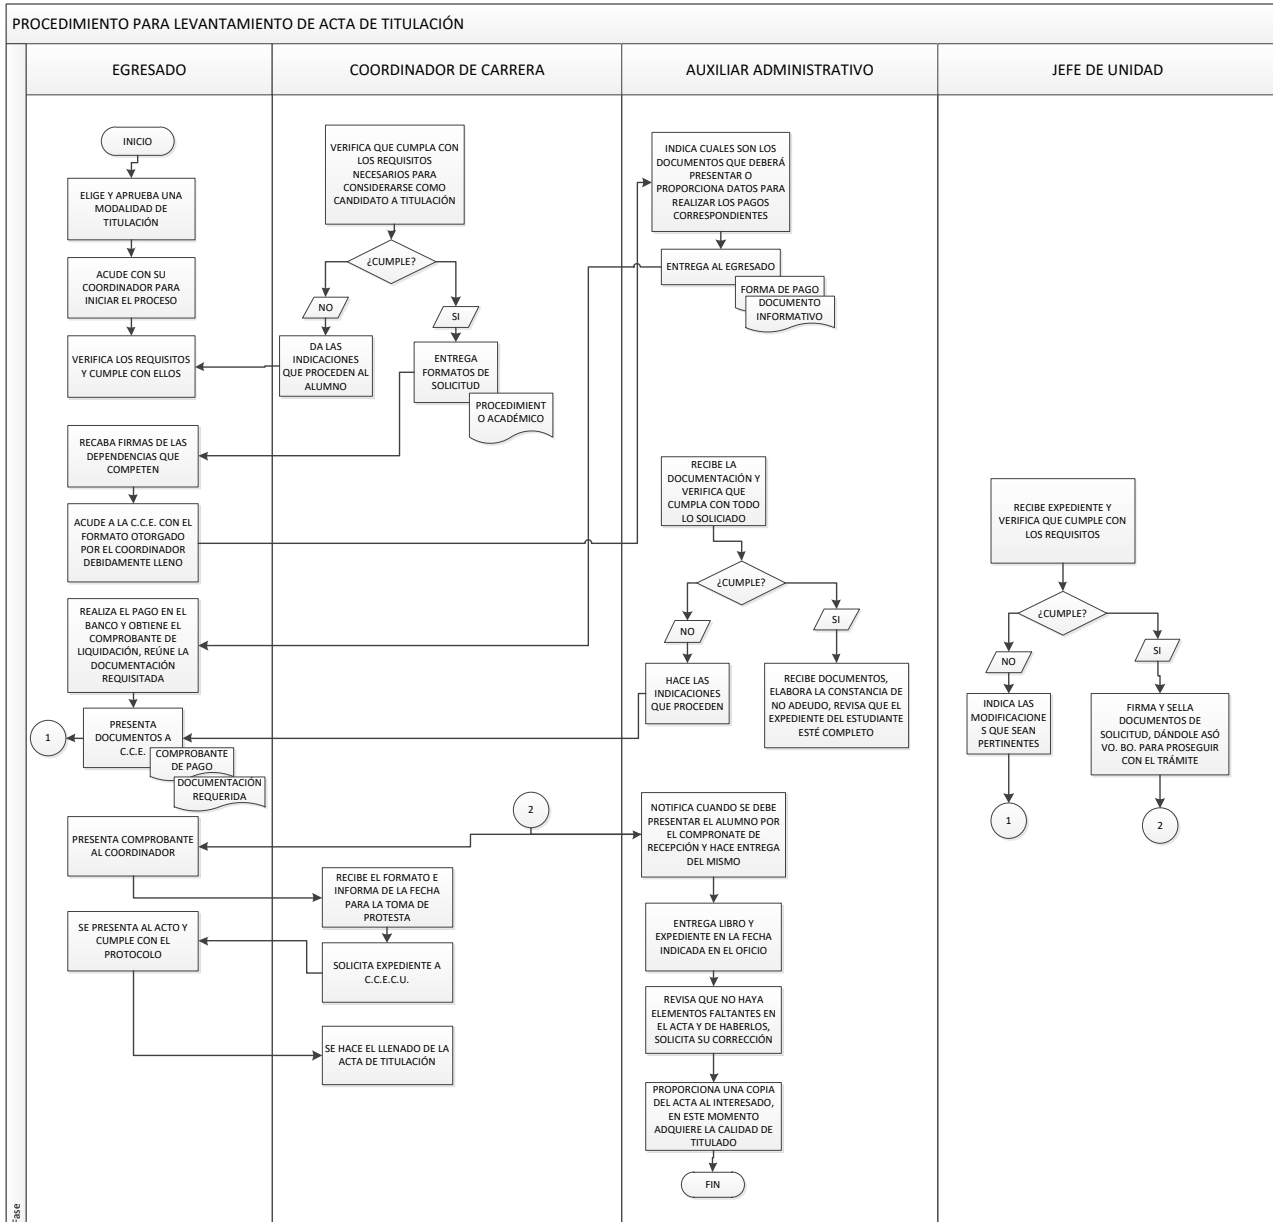 PROCEDIMIENTO PARA LEVANTAMIENTO DE ACTA DE TITULACIÓN
EGRESADO
COORDINADOR DE CARRERA
AUXILIAR ADMINISTRATIVO
JEFE DE UNIDAD
INICIO
ELIGE Y APRUEBA UNA
MODALIDAD DE
TITULACIÓN
ACUDE CON SU
COORDINADOR PARA
INICIAR EL PROCESO
VERIFICA LOS REQUISITOS
Y CUMPLE CON ELLOS
RECABA FIRMAS DE LAS
DEPENDENCIAS QUE
COMPETEN
ACUDE A LA C.C.E. CON EL
FORMATO OTORGADO
POR EL COORDINADOR
DEBIDAMENTE LLENO
REALIZA EL PAGO EN EL
BANCO Y OBTIENE EL
COMPROBANTE DE
LIQUIDACIÓN, REÚNE LA
DOCUMENTACIÓN
REQUISITADA
1
PRESENTA
DOCUMENTOS A
C.C.E.
COMPROBANTE
DE PAGO
DOCUMENTACIÓN
REQUERIDA
PRESENTA COMPROBANTE
AL COORDINADOR
SE PRESENTA AL ACTO Y
CUMPLE CON EL
PROTOCOLO
VERIFICA QUE CUMPLA CON
LOS REQUISITOS
NECESARIOS PARA
CONSIDERARSE COMO
CANDIDATO A TITULACIÓN
¿CUMPLE?
NO
SI
DA LAS
INDICACIONES
QUE PROCEDEN AL
ALUMNO
ENTREGA
FORMATOS DE
SOLICITUD
PROCEDIMIENT
O ACADÉMICO
2
RECIBE EL FORMATO E
INFORMA DE LA FECHA
PARA LA TOMA DE
PROTESTA
SOLICITA EXPEDIENTE A
C.C.E.C.U.
SE HACE EL LLENADO DE LA
ACTA DE TITULACIÓN
INDICA CUALES SON LOS
DOCUMENTOS QUE DEBERÁ
PRESENTAR O
PROPORCIONA DATOS PARA
REALIZAR LOS PAGOS
CORRESPONDIENTES
ENTREGA AL EGRESADO
FORMA DE PAGO
DOCUMENTO
INFORMATIVO
RECIBE LA
DOCUMENTACIÓN Y
VERIFICA QUE
CUMPLA CON TODO
LO SOLICIADO
¿CUMPLE?
NO
SI
HACE LAS
INDICACIONES
QUE PROCEDEN
RECIBE DOCUMENTOS,
ELABORA LA CONSTANCIA DE
NO ADEUDO, REVISA QUE EL
EXPEDIENTE DEL ESTUDIANTE
ESTÉ COMPLETO
NOTIFICA CUANDO SE DEBE
PRESENTAR EL ALUMNO POR
EL COMPRONATE DE
RECEPCIÓN Y HACE ENTREGA
DEL MISMO
ENTREGA LIBRO Y
EXPEDIENTE EN LA FECHA
INDICADA EN EL OFICIO
REVISA QUE NO HAYA
ELEMENTOS FALTANTES EN
EL ACTA Y DE HABERLOS,
SOLICITA SU CORRECCIÓN
PROPORCIONA UNA COPIA
DEL ACTA AL INTERESADO,
EN ESTE MOMENTO
ADQUIERE LA CALIDAD DE
TITULADO
FIN
RECIBE EXPEDIENTE Y
VERIFICA QUE CUMPLE CON
LOS REQUISITOS
¿CUMPLE?
NO
SI
INDICA LAS
MODIFICACIONE
S QUE SEAN
PERTINENTES
FIRMA Y SELLA
DOCUMENTOS DE
SOLICITUD, DÁNDOLE ASÓ
VO. BO. PARA PROSEGUIR
CON EL TRÁMITE
1
2
Fase